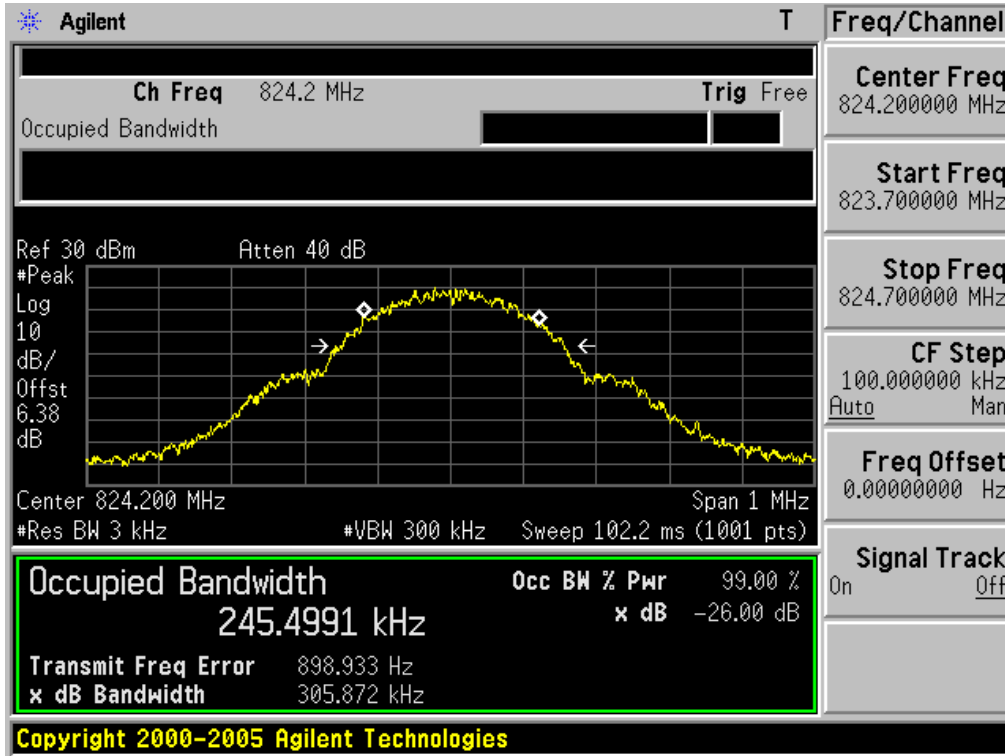 Agilent T Freq/Channel
Ch Freq 824.2 MHz Trig Free
Occupied Bandwidth
Center Freq
824.200000 MHz
Start Freq
823.700000 MHz
Stop Freq
824.700000 MHz
CF Step
100.000000 kHz
Auto Man
Freq Offset
0.00000000 Hz
Signal Track
On Off
Ref 30 dBm Atten 40 dB
#Peak
Log
10
dB/
Offst
6.38
dB
Center 824.200 MHz Span 1 MHz
#Res BW 3 kHz #VBW 300 kHz Sweep 102.2 ms (1001 pts)
Occupied Bandwidth Occ BW % Pwr 99.00 %
245.4991 kHz x dB -26.00 dB
Transmit Freq Error 898.933 Hz
x dB Bandwidth 305.872 kHz
Copyright 2000-2005 Agilent Technologies